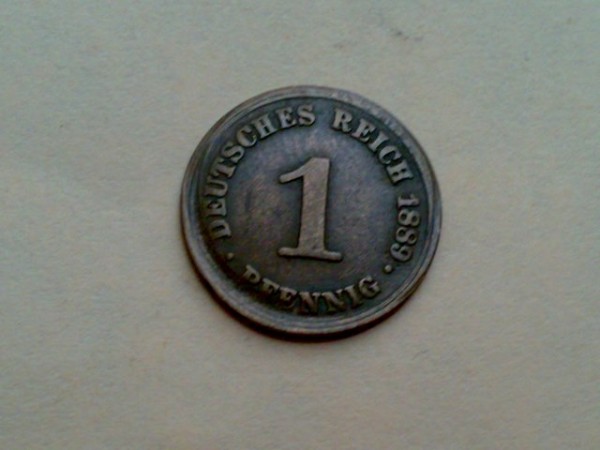 DEUTSCHES REICH 1889
1
PFENNIG